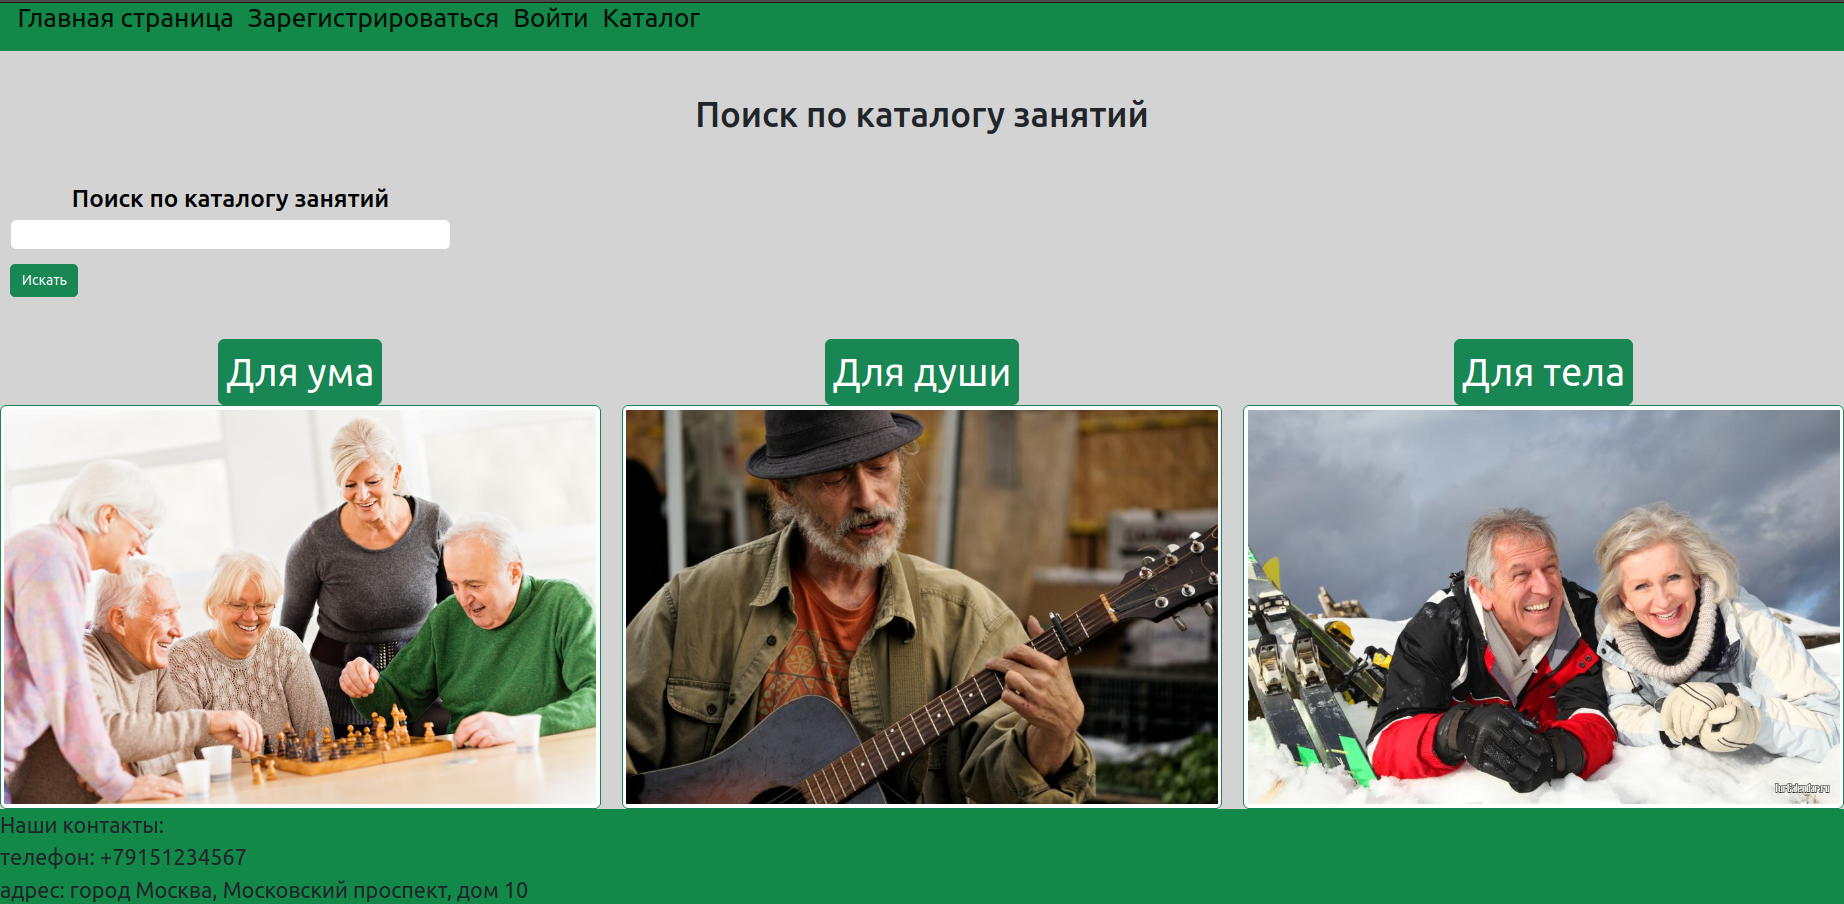 Главная страница Зарегистрироваться Войти Каталог
Поиск по каталогу занятий
Поиск по каталогу занятий
Искать
Для ума Для души Для тела
Наши контакты:
телефон: +79151234567
адрес: город Москва, Московский проспект, дом 10